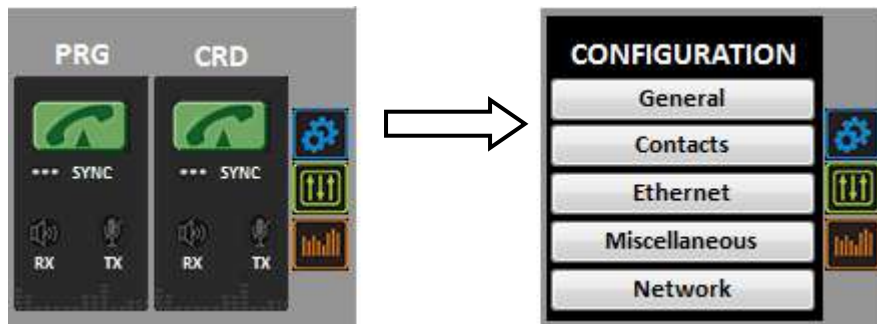 PRG CRD
••• SYNC ••• SYNC
RX TX RX TX
CONFIGURATION
General
Contacts
Ethernet
Miscellaneous
Network